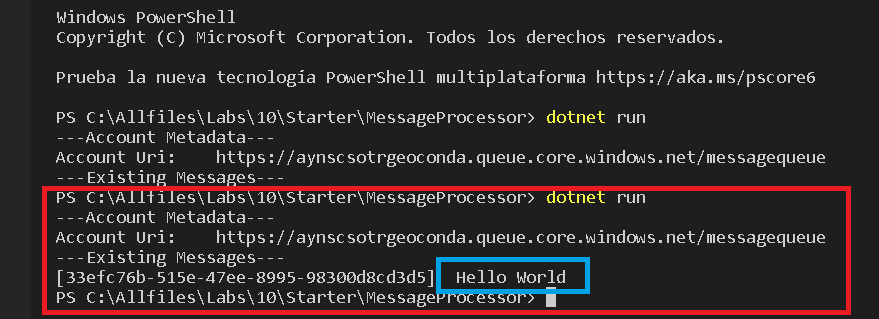 Windows PowerShell
Copyright (C) Microsoft Corporation. Todos los derechos reservados.
Prueba la nueva tecnología PowerShell multiplataforma https://aka.ms/pscore6
PS C:\Allfiles\Labs\10\Starter\MessageProcessor> dotnet run
---Account Metadata---
Account Uri:    https://aynscsotrgeoconda.queue.core.windows.net/messagequeue
---Existing Messages---
PS C:\Allfiles\Labs\10\Starter\MessageProcessor> dotnet run
---Account Metadata---
Account Uri:    https://aynscsotrgeoconda.queue.core.windows.net/messagequeue
---Existing Messages---
[33efc76b-515e-47ee-8995-98300d8cd3d5]  Hello World
PS C:\Allfiles\Labs\10\Starter\MessageProcessor>